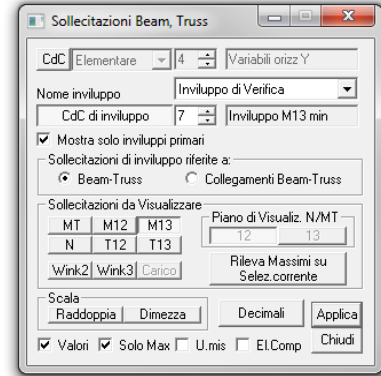 Sollecitazioni Beam, Truss
CdC Elementare 4 Variabili orizz Y
Nome inviluppo Inviluppo di Verifica
CdC di inviluppo 7 Inviluppo M13 min
Mostra solo inviluppi primari
Sollecitazioni di inviluppo riferite a:
Beam-Truss Collegamenti Beam-Truss
Sollecitazioni da Visualizzare
MT M12 M13 Piano di Visualiz. N/MT
N T12 T13 12 13
Wink2 Wink3 Carico Rileva Massimi su
Selez.corrente
Scala
Raddoppia Dimezza Decimali Applica
Valori Solo Max U.mis El.Comp Chiudi